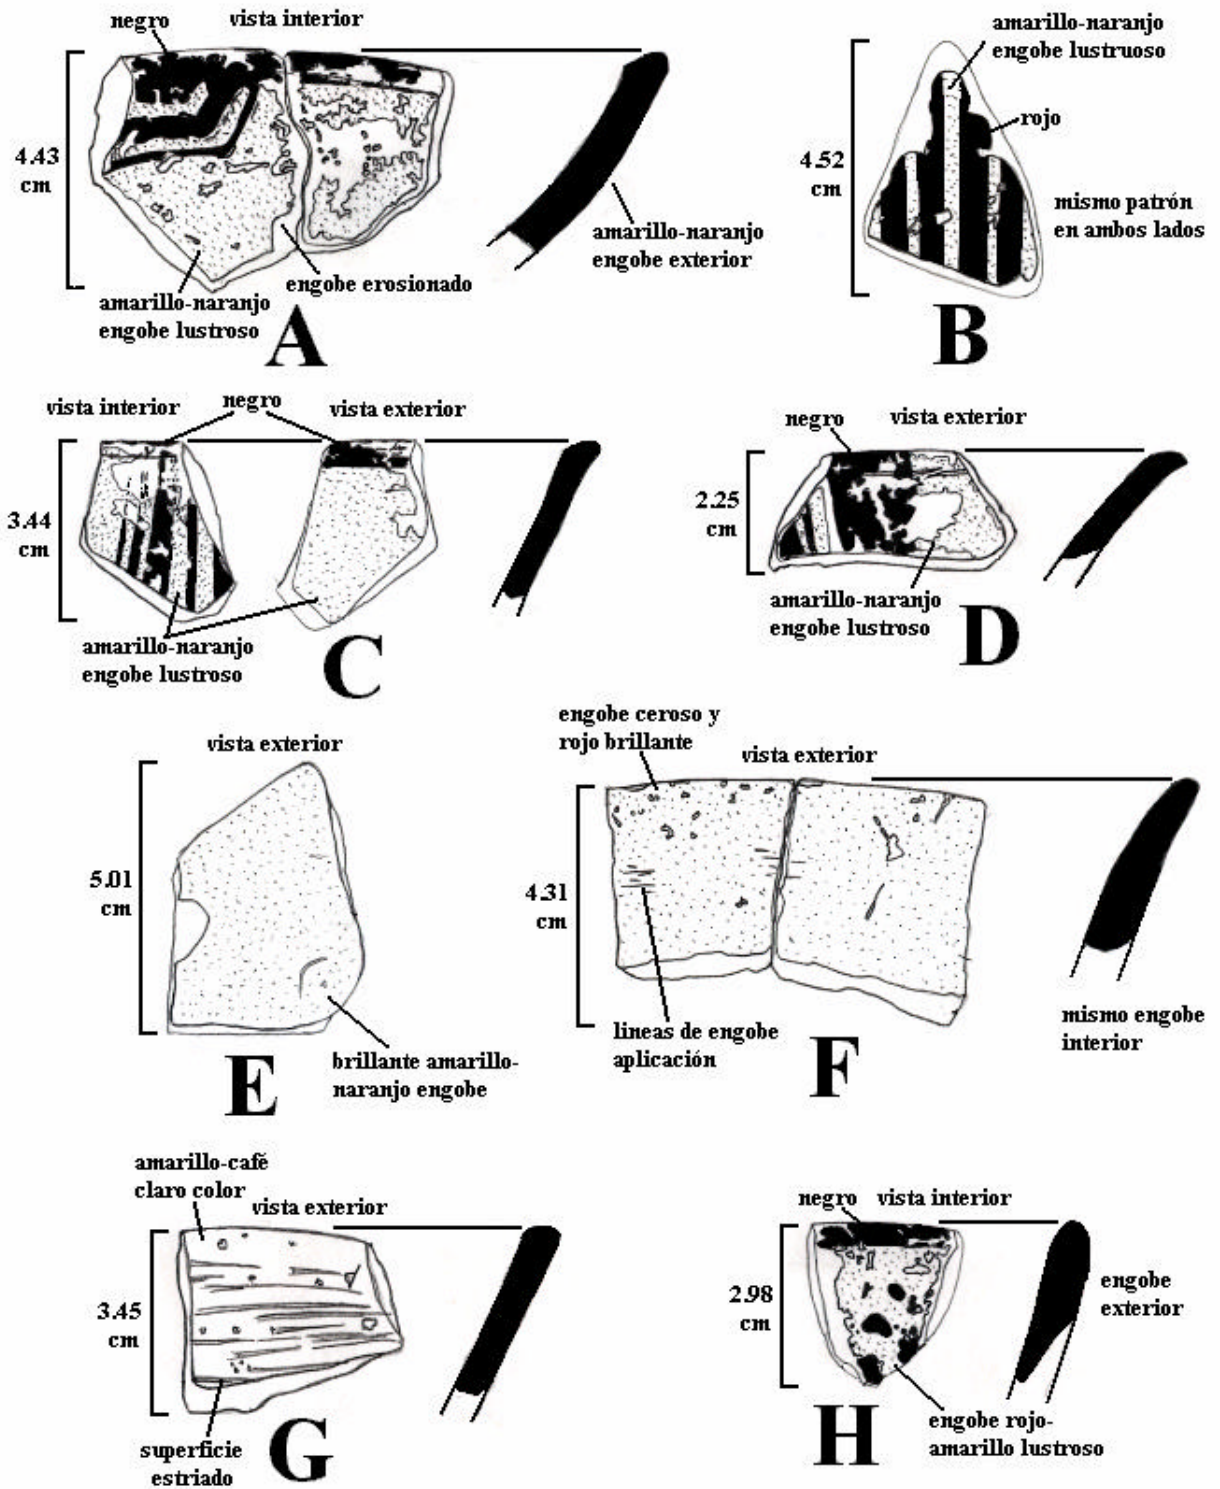 negro
vista interior
4.43
cm
amarillo-naranjo
engobe lustroso
engobe erosionado
amarillo-naranjo
engobe exterior
A
amarillo-naranjo
engobe lustruoso
rojo
4.52
cm
mismo patrón
en ambos lados
B
vista interior
negro
vista exterior
3.44
cm
amarillo-naranjo
engobe lustroso
C
negro
vista exterior
2.25
cm
amarillo-naranjo
engobe lustroso
D
vista exterior
5.01
cm
brillante amarillo-
naranjo engobe
E
engobe ceroso y
rojo brillante
vista exterior
4.31
cm
lineas de engobe
aplicación
mismo engobe
interior
F
amarillo-café
claro color
vista exterior
3.45
cm
superficie
estriado
G
negro
vista interior
2.98
cm
engobe
exterior
engobe rojo-
amarillo lustroso
H